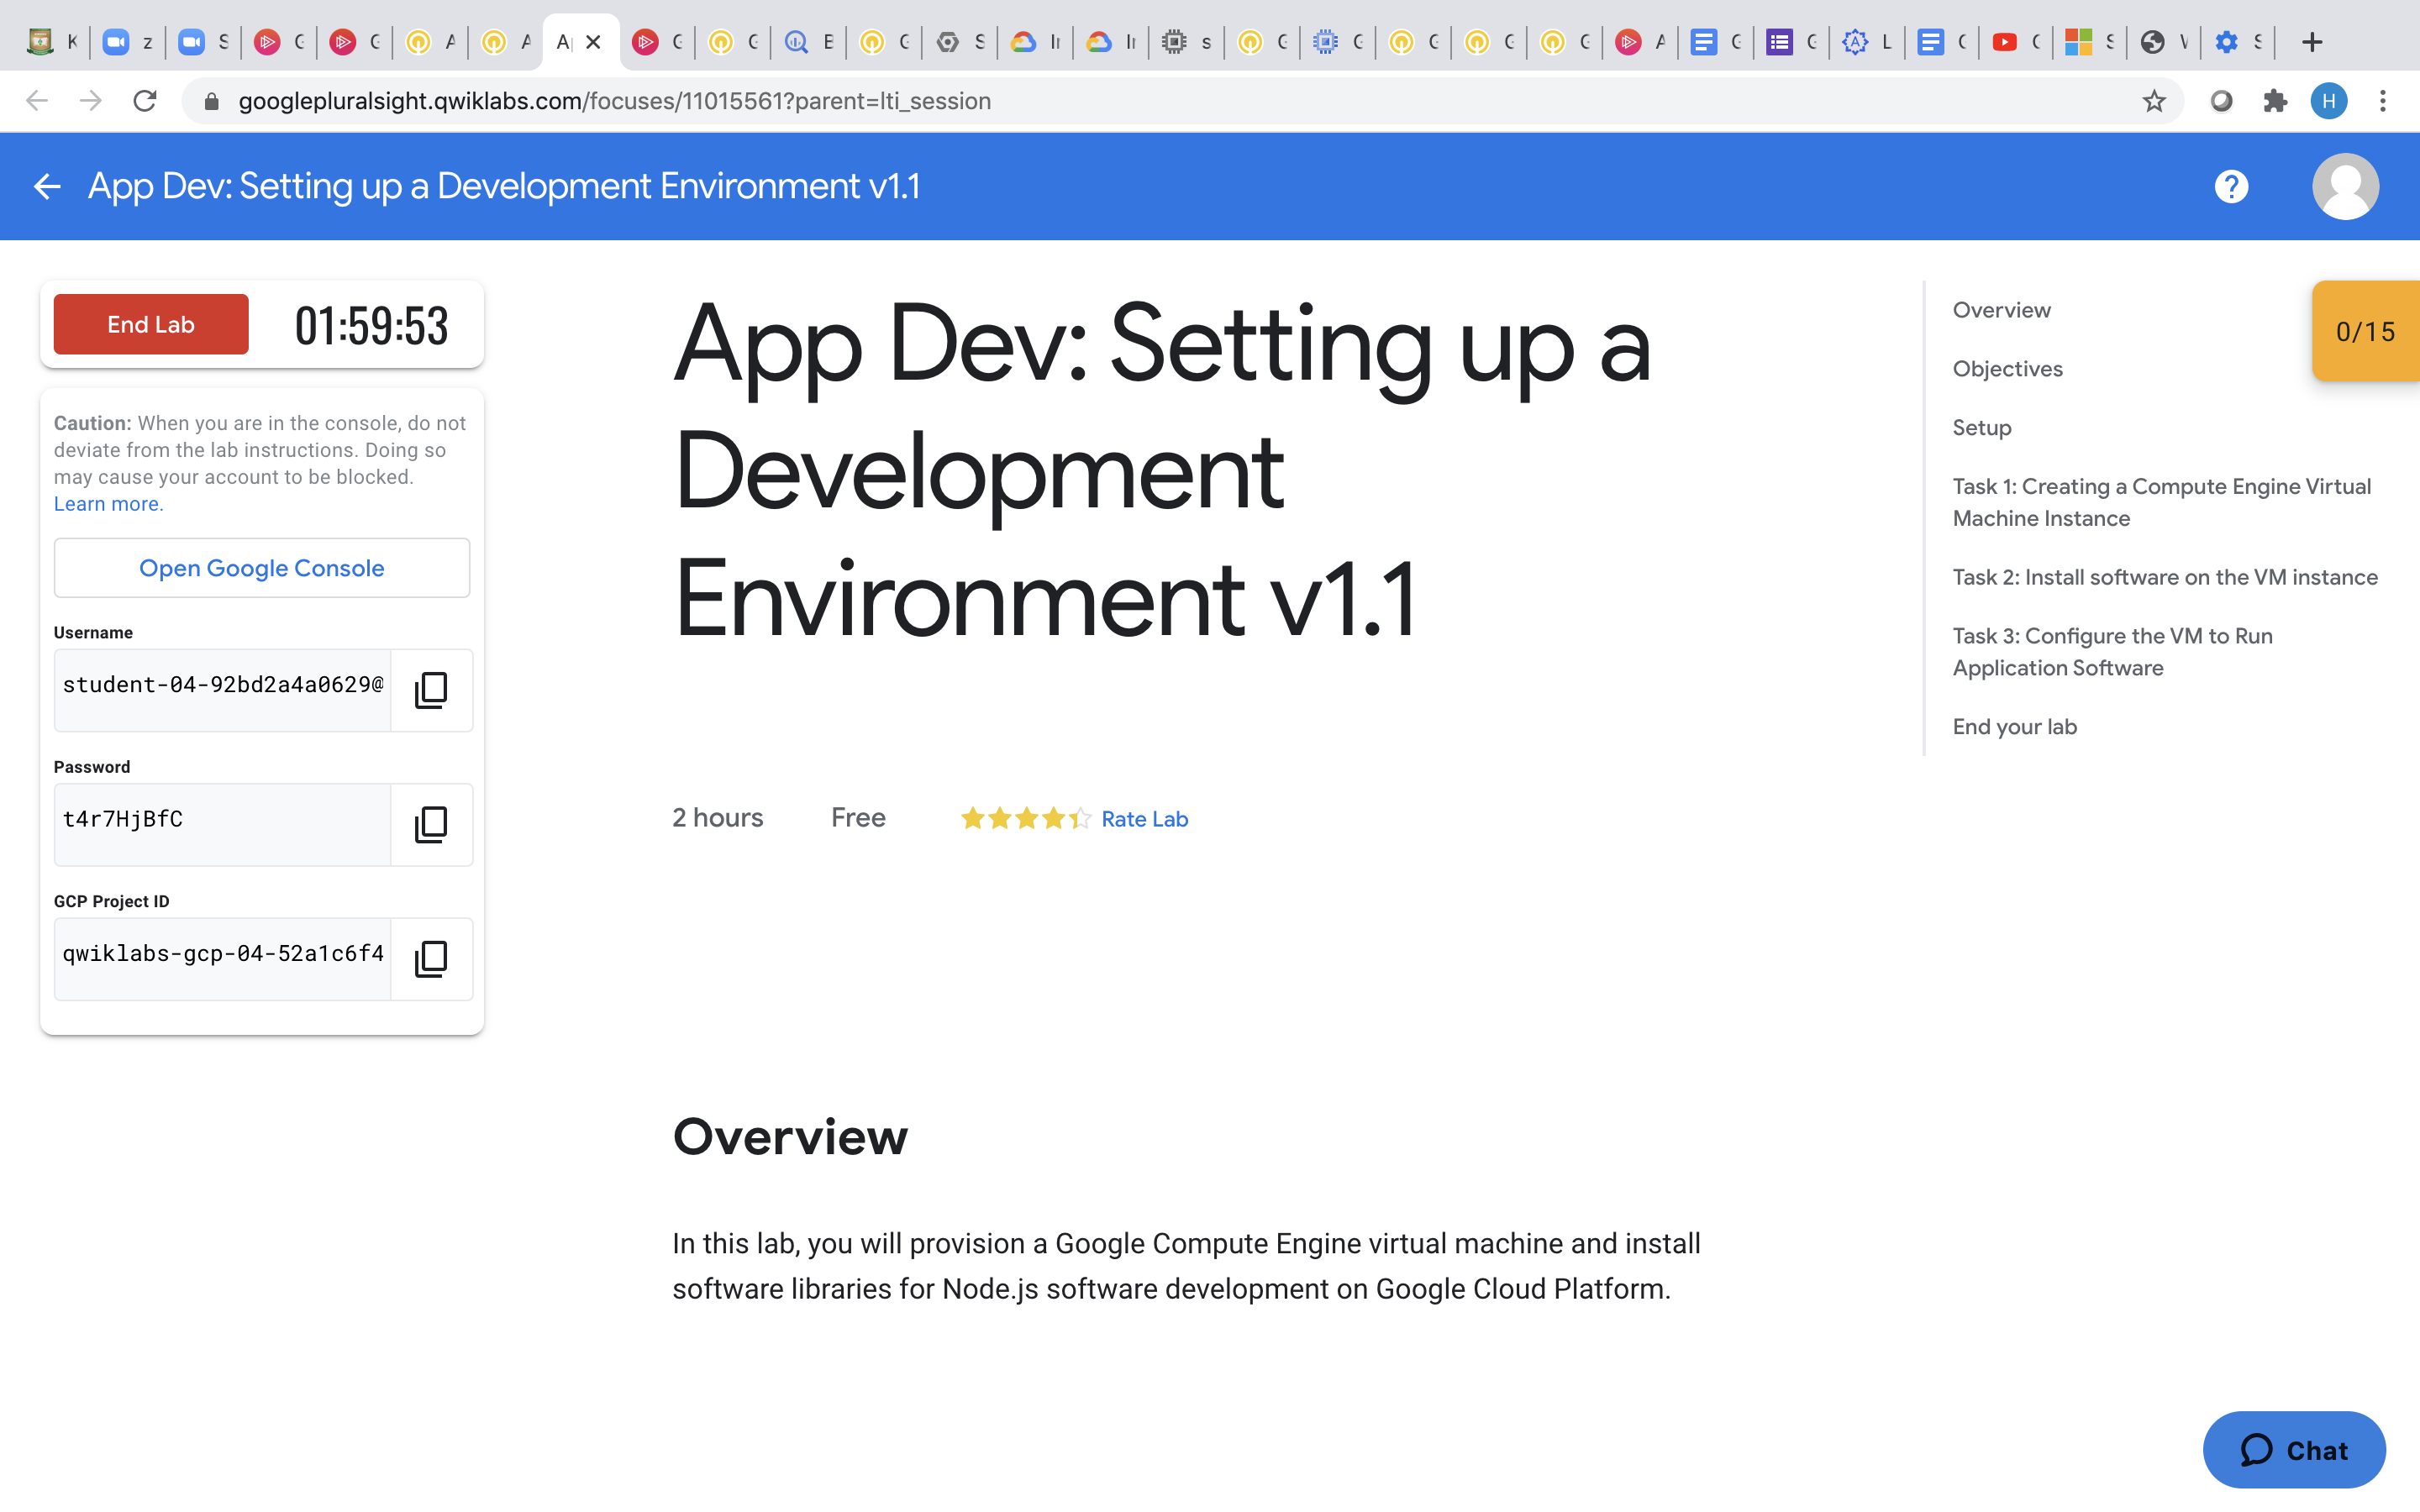 K z S G G A A A G G B G S In In s G G G G G A G G L C C S V S
googlepluralsight.qwiklabs.com/focuses/11015561?parent=lti_session
H
App Dev: Setting up a Development Environment v1.1
End Lab
01:59:53
Caution: When you are in the console, do not
deviate from the lab instructions. Doing so
may cause your account to be blocked.
Learn more.
Open Google Console
Username
student-04-92bd2a4a0629@
Password
t4r7HjBfC
GCP Project ID
qwiklabs-gcp-04-52a1c6f4
App Dev: Setting up a
Development
Environment v1.1
2 hours Free Rate Lab
Overview
In this lab, you will provision a Google Compute Engine virtual machine and install
software libraries for Node.js software development on Google Cloud Platform.
Overview
Objectives
Setup
Task 1: Creating a Compute Engine Virtual
Machine Instance
Task 2: Install software on the VM instance
Task 3: Configure the VM to Run
Application Software
End your lab
0/15
Chat